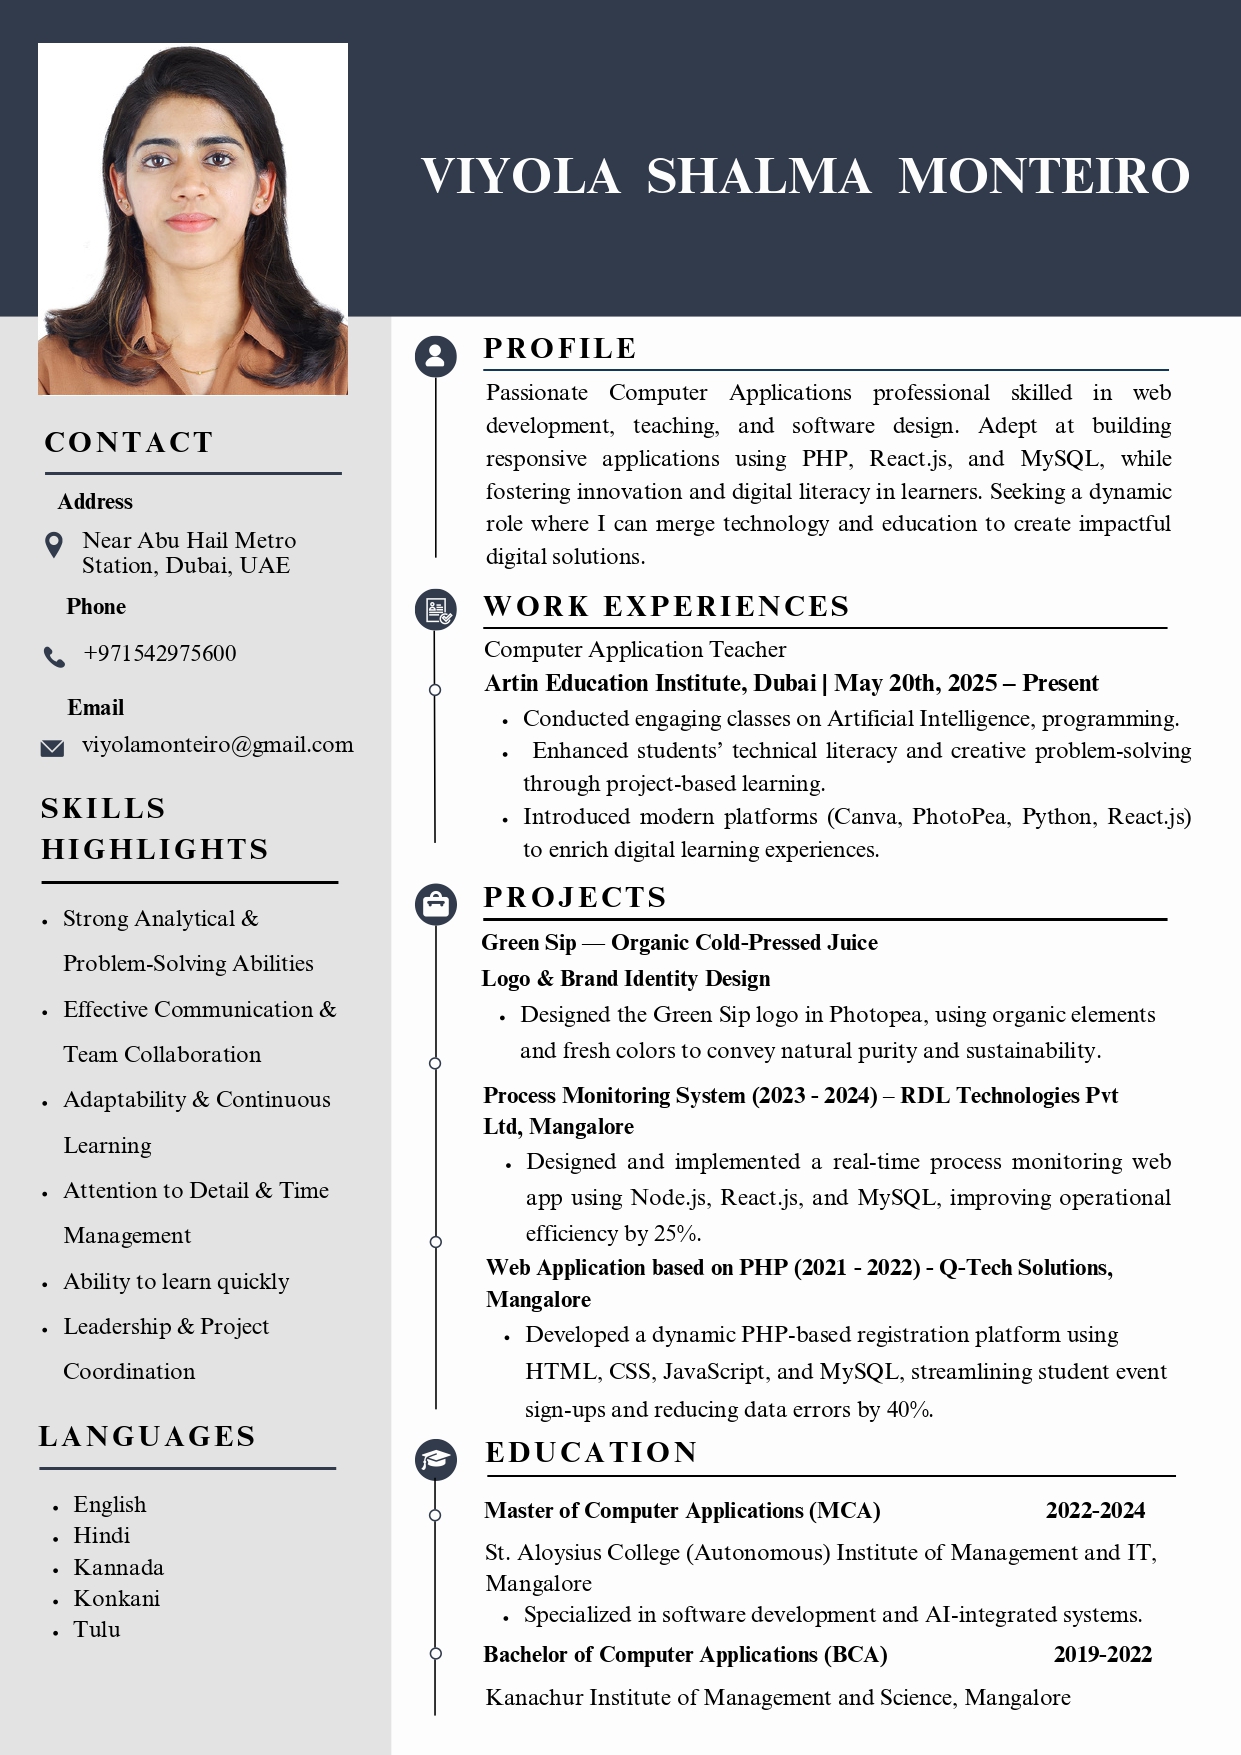 VIYOLA SHALMA MONTEIRO
CONTACT
Address
Near Abu Hail Metro
Station, Dubai, UAE
Phone
+971542975600
Email
viyolamonteiro@gmail.com
SKILLS
HIGHLIGHTS
• Strong Analytical &
Problem-Solving Abilities
• Effective Communication &
Team Collaboration
• Adaptability & Continuous
Learning
• Attention to Detail & Time
Management
• Ability to learn quickly
• Leadership & Project
Coordination
LANGUAGES
• English
• Hindi
• Kannada
• Konkani
• Tulu
PROFILE
Passionate Computer Applications professional skilled in web
development, teaching, and software design. Adept at building
responsive applications using PHP, React.js, and MySQL, while
fostering innovation and digital literacy in learners. Seeking a dynamic
role where I can merge technology and education to create impactful
digital solutions.
WORK EXPERIENCES
Computer Application Teacher
Artin Education Institute, Dubai | May 20th, 2025 – Present
• Conducted engaging classes on Artificial Intelligence, programming.
• Enhanced students’ technical literacy and creative problem-solving
through project-based learning.
• Introduced modern platforms (Canva, PhotoPea, Python, React.js)
to enrich digital learning experiences.
PROJECTS
Green Sip — Organic Cold-Pressed Juice
Logo & Brand Identity Design
• Designed the Green Sip logo in Photopea, using organic elements
and fresh colors to convey natural purity and sustainability.
Process Monitoring System (2023 - 2024) – RDL Technologies Pvt
Ltd, Mangalore
• Designed and implemented a real-time process monitoring web
app using Node.js, React.js, and MySQL, improving operational
efficiency by 25%.
Web Application based on PHP (2021 - 2022) - Q-Tech Solutions,
Mangalore
• Developed a dynamic PHP-based registration platform using
HTML, CSS, JavaScript, and MySQL, streamlining student event
sign-ups and reducing data errors by 40%.
EDUCATION
Master of Computer Applications (MCA) 2022-2024
St. Aloysius College (Autonomous) Institute of Management and IT,
Mangalore
• Specialized in software development and AI-integrated systems.
Bachelor of Computer Applications (BCA) 2019-2022
Kanachur Institute of Management and Science, Mangalore